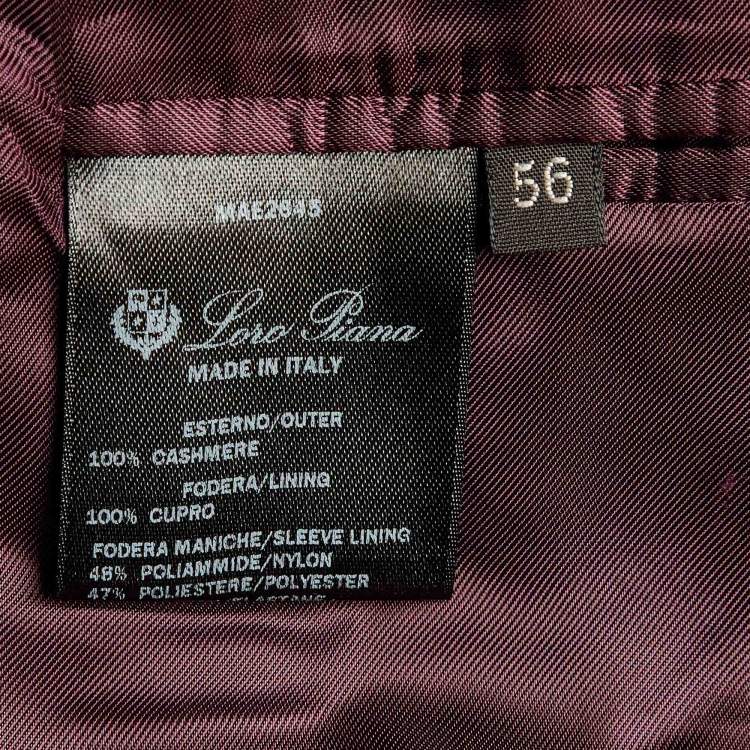 MAE2643
56
Loro Piana
MADE IN ITALY
ESTERNO/OUTER
100% CASHMERE
FODERA/LINING
100% CUPRO
FODERA MANICHE/SLEEVE LINING
48% POLIAMMIDE/NYLON
47% POLIESTERE/POLYESTER